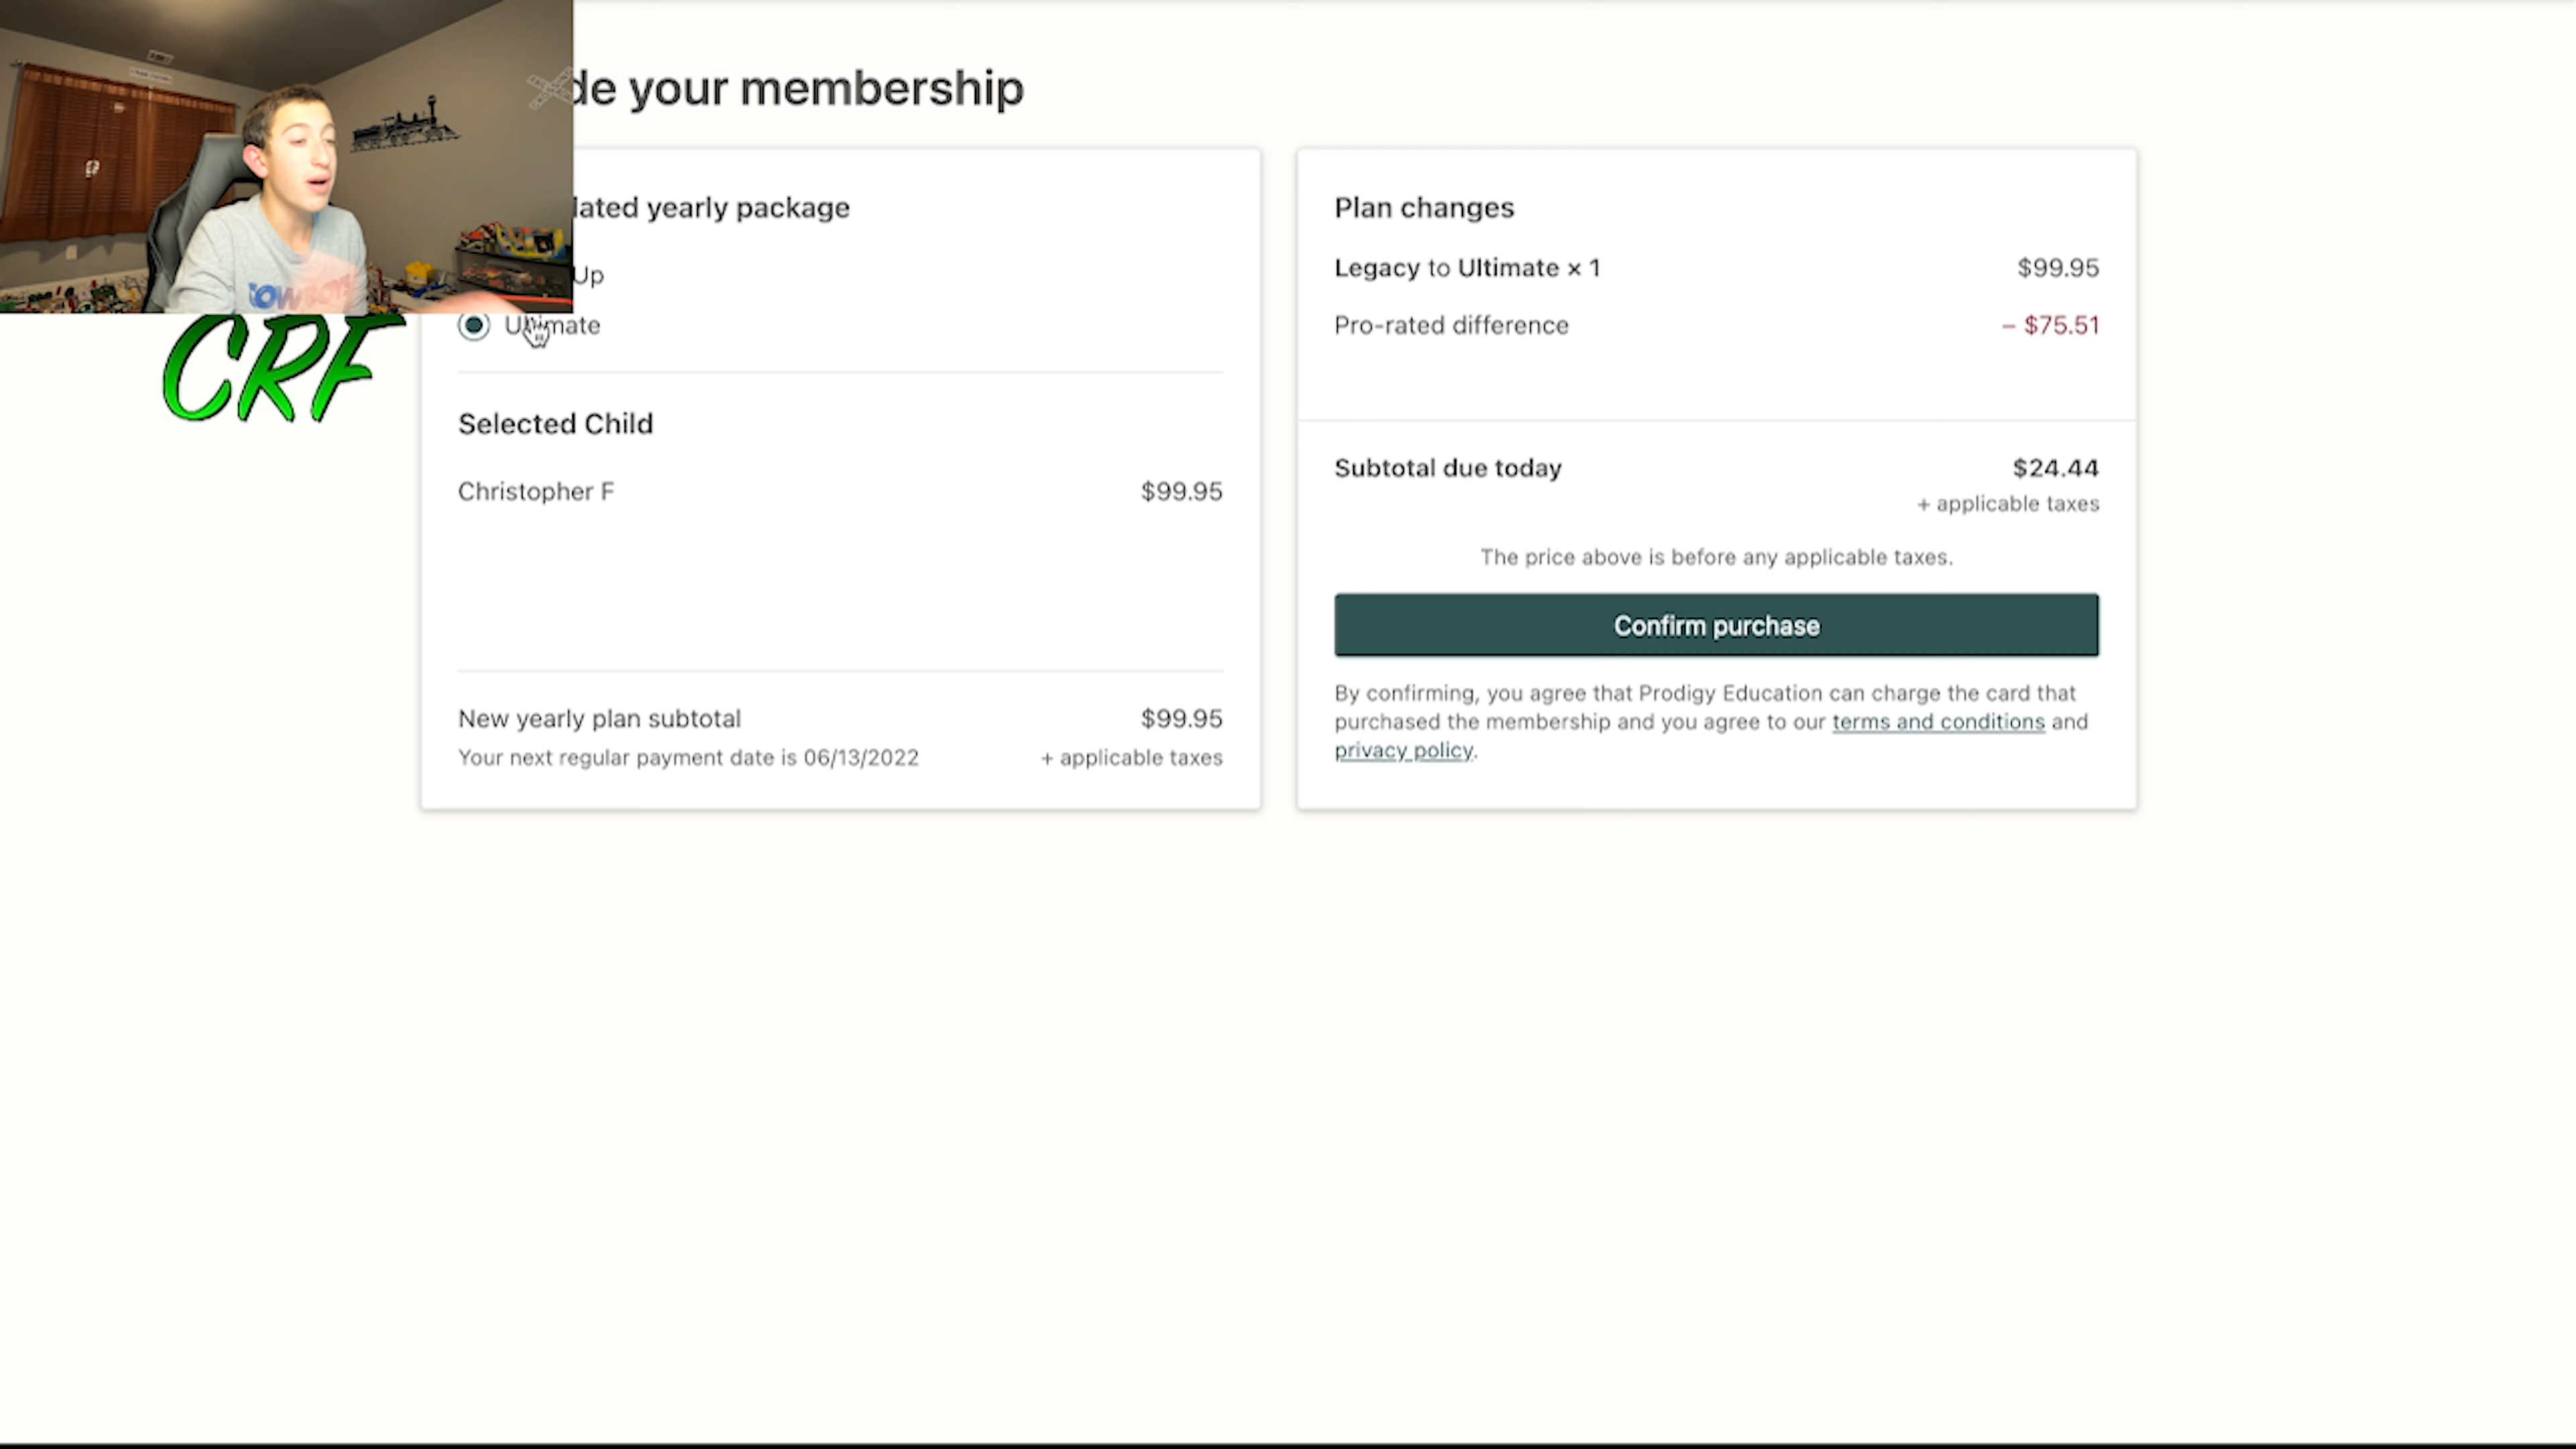 de your membership
lated yearly package
Up
Ultimate
CRF
Selected Child
Christopher F $99.95
New yearly plan subtotal $99.95
Your next regular payment date is 06/13/2022 + applicable taxes
Plan changes
Legacy to Ultimate × 1 $99.95
Pro-rated difference – $75.51
Subtotal due today $24.44
+ applicable taxes
The price above is before any applicable taxes.
Confirm purchase
By confirming, you agree that Prodigy Education can charge the card that
purchased the membership and you agree to our terms and conditions and
privacy policy.